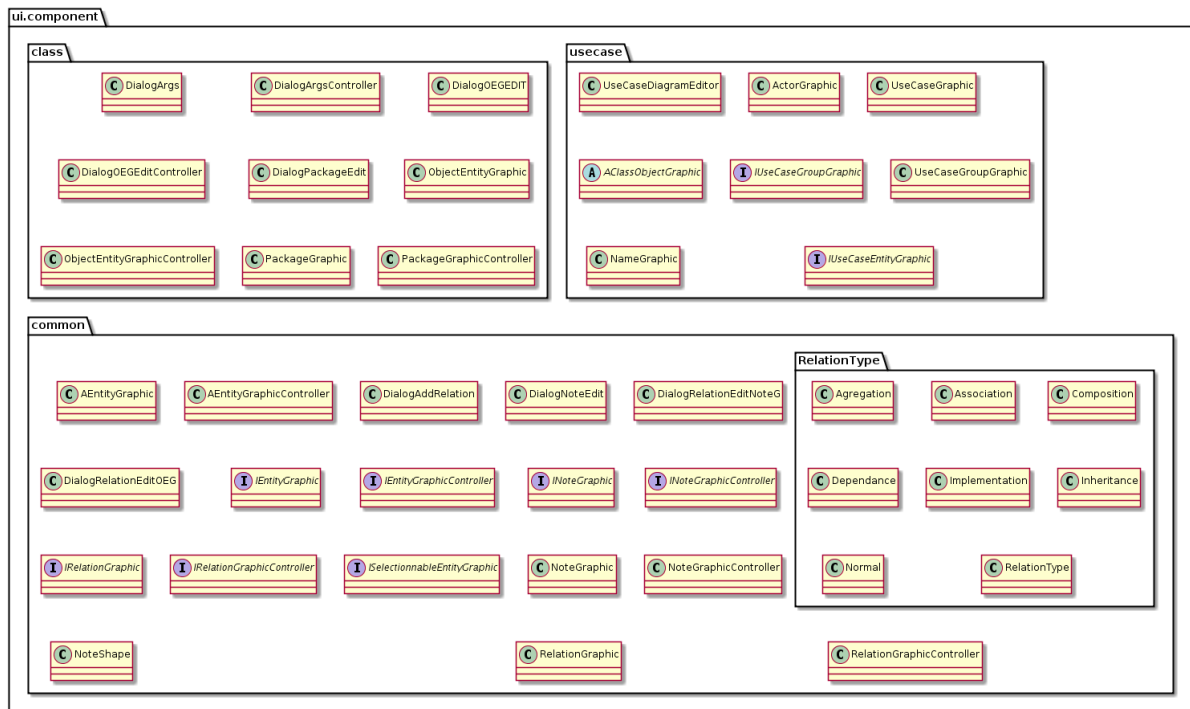 ui.component
class
usecase
C DialogArgs
C DialogArgsController
C DialogOEGEDIT
C UseCaseDiagramEditor
C ActorGraphic
C UseCaseGraphic
C DialogOEGEditController
C DialogPackageEdit
C ObjectEntityGraphic
A AClassObjectGraphic
I IUseCaseGroupGraphic
C UseCaseGroupGraphic
C ObjectEntityGraphicController
C PackageGraphic
C PackageGraphicController
C NameGraphic
I IUseCaseEntityGraphic
common
RelationType
C AEntityGraphic
C AEntityGraphicController
C DialogAddRelation
C DialogNoteEdit
C DialogRelationEditNoteG
C Agregation
C Association
C Composition
C DialogRelationEditOEG
I IEntityGraphic
I IEntityGraphicController
I INoteGraphic
I INoteGraphicController
C Dependance
C Implementation
C Inheritance
I IRelationGraphic
I IRelationGraphicController
I ISelectionnableEntityGraphic
C NoteGraphic
C NoteGraphicController
C Normal
C RelationType
C NoteShape
C RelationGraphic
C RelationGraphicController